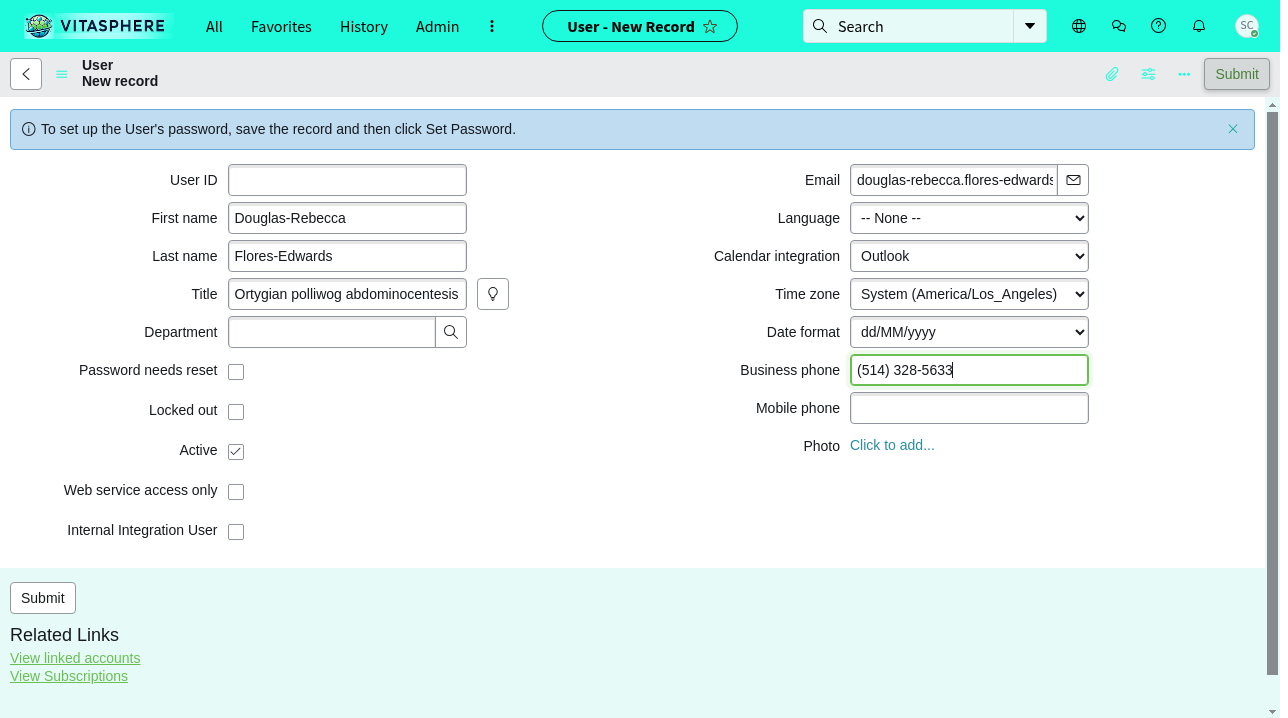 VITASPHERE
All
Favorites
History
Admin
User - New Record
Search
SC
User
New record
Submit
To set up the User's password, save the record and then click Set Password.
User ID
First name
Douglas-Rebecca
Last name
Flores-Edwards
Title
Ortygian polliwog abdominocentesis
Department
Password needs reset
Locked out
Active
Web service access only
Internal Integration User
Email
douglas-rebecca.flores-edwards
Language
-- None --
Calendar integration
Outlook
Time zone
System (America/Los_Angeles)
Date format
dd/MM/yyyy
Business phone
(514) 328-5633
Mobile phone
Photo
Click to add...
Submit
Related Links
View linked accounts
View Subscriptions